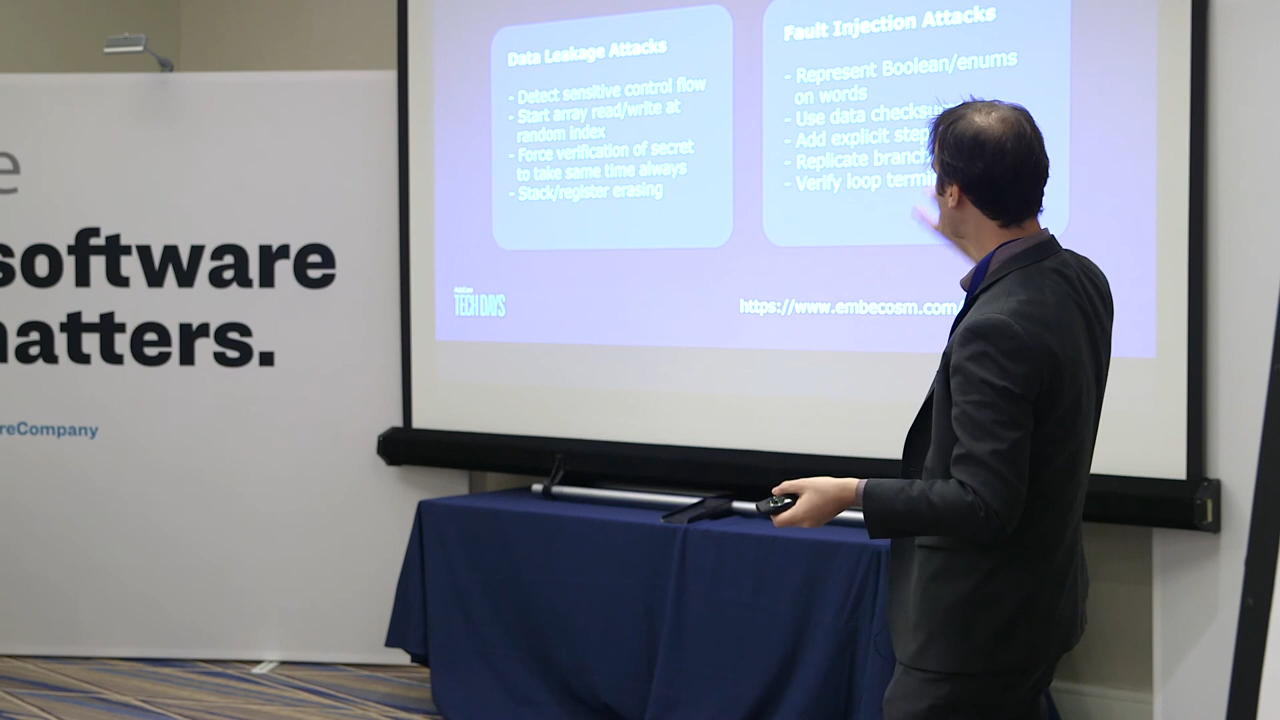 e
software
matters.
reCompany
Data Leakage Attacks
- Detect sensitive control flow
- Start array read/write at
random index
- Force verification of secret
to take same time always
- Stack/register erasing
Fault Injection Attacks
- Represent Boolean/enums
on words
- Use data checksu
- Add explicit step
- Replicate branch
- Verify loop termin
TECH DAYS
https://www.embecosm.com/